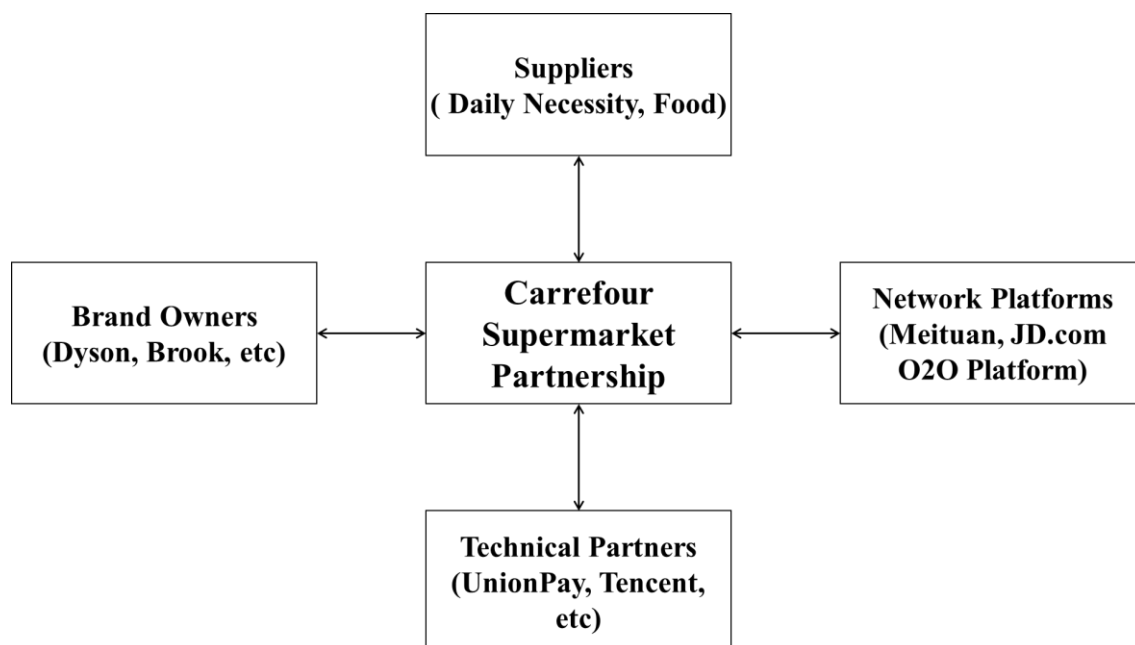 Suppliers
( Daily Necessity, Food)
Brand Owners
(Dyson, Brook, etc)
Carrefour
Supermarket
Partnership
Network Platforms
(Meituan, JD.com
O2O Platform)
Technical Partners
(UnionPay, Tencent,
etc)